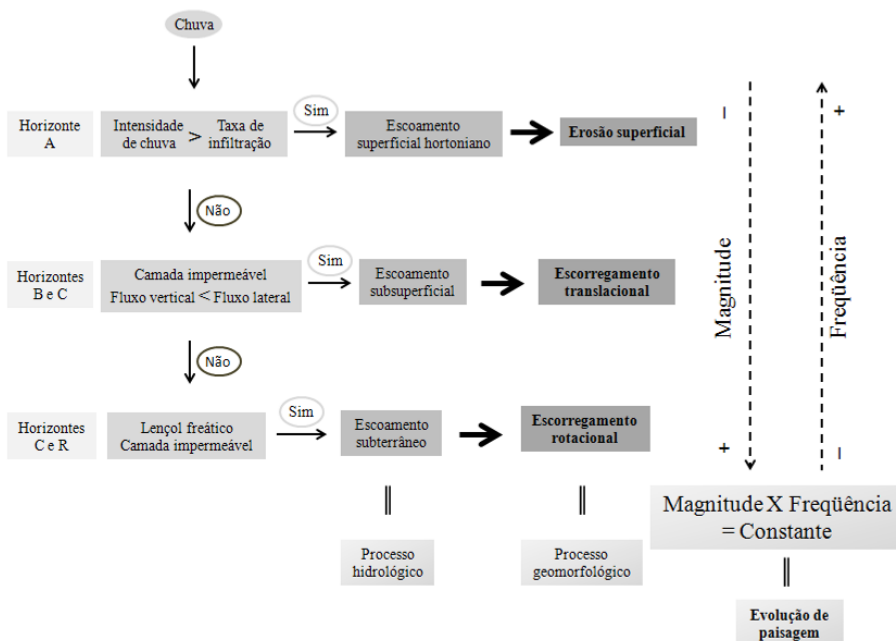 Chuva
Horizonte
A
Intensidade
de chuva
>
Taxa de
infiltração
Sim
Escoamento
superficial hortoniano
Erosão superficial
Não
Horizontes
B e C
Camada impermeável
Fluxo vertical < Fluxo lateral
Sim
Escoamento
subsuperficial
Escorregamento
translacional
Não
Horizontes
C e R
Lençol freático
Camada impermeável
Sim
Escoamento
subterrâneo
Escorregamento
rotacional
Processo
hidrológico
Processo
geomorfológico
–
Magnitude
+
+
Freqüência
–
Magnitude X Freqüência
= Constante
Evolução de
paisagem